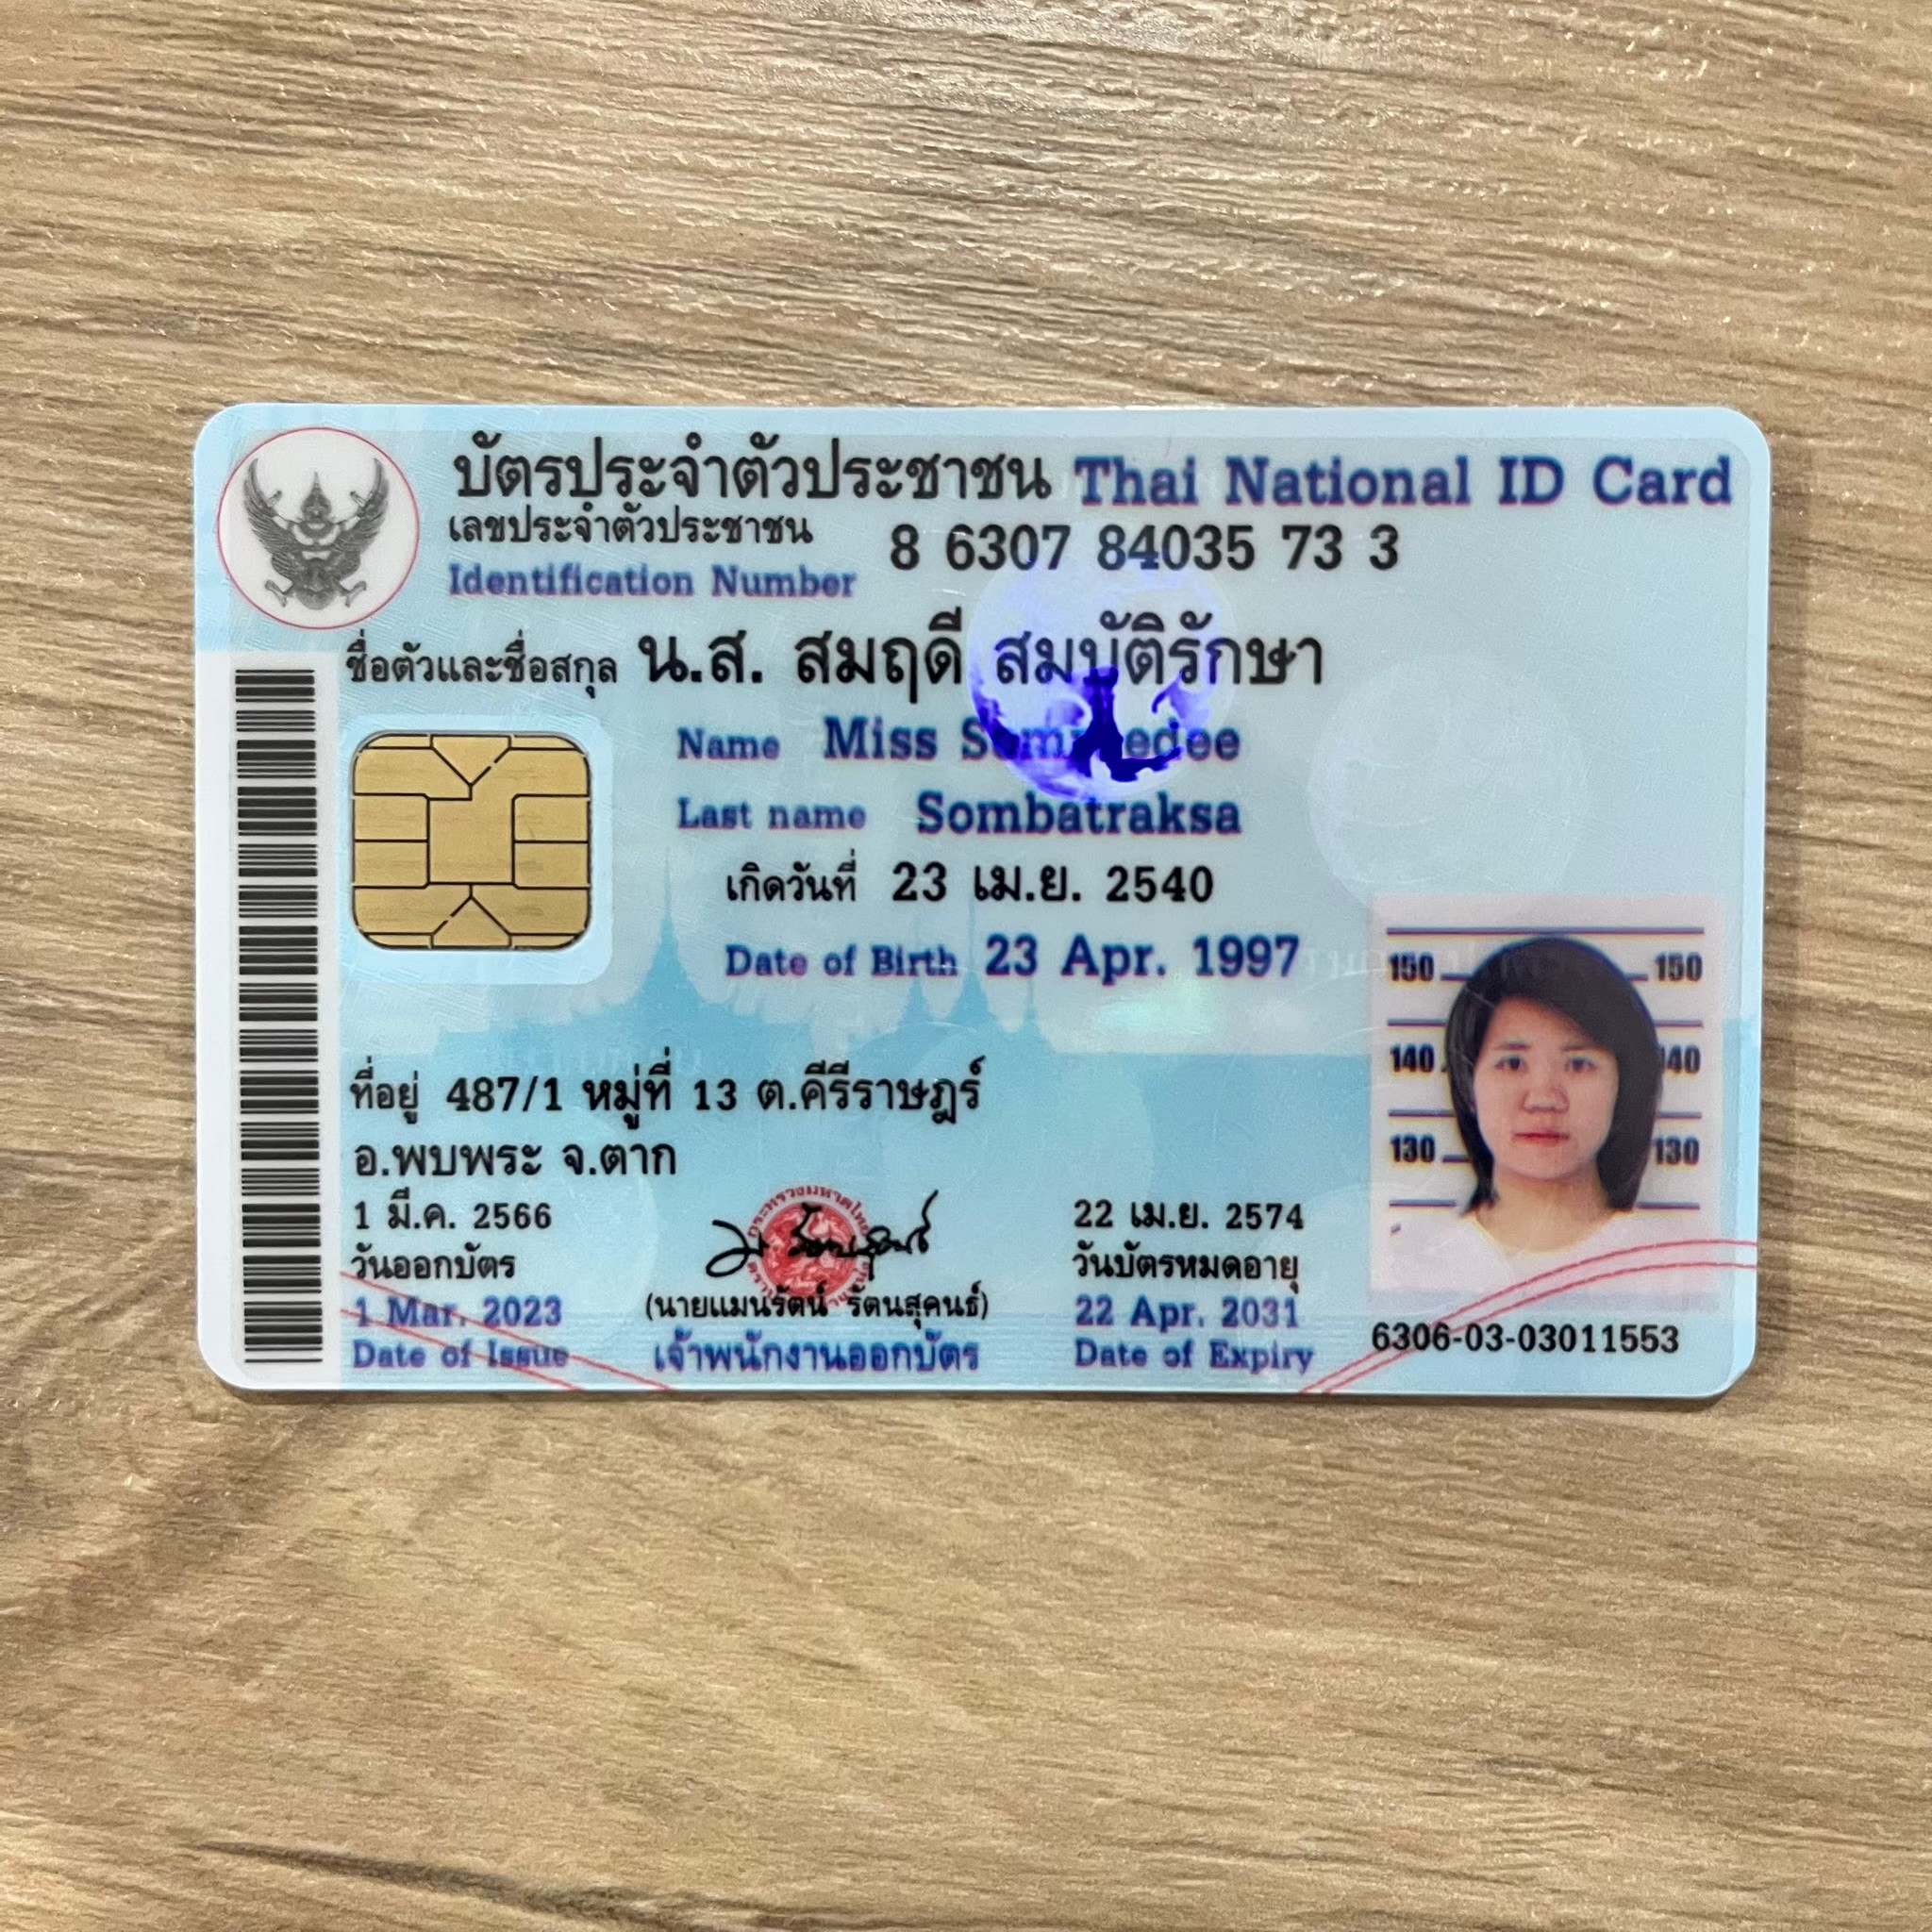 บัตรประจำตัวประชาชน Thai National ID Card
เลขประจำตัวประชาชน 8 6307 84035 73 3
Identification Number
ชื่อตัวและชื่อสกุล น.ส. สมฤดี สมบัติรักษา
Name Miss
Last name Sombatraksa
เกิดวันที่ 23 เม.ย. 2540
Date of Birth 23 Apr. 1997
150 150
140 140
130 130
ที่อยู่ 487/1 หมู่ที่ 13 ต.คีรีราษฎร์
อ.พบพระ จ.ตาก
1 มี.ค. 2566
วันออกบัตร
1 Mar. 2023
Date of Issue
(นายแมนรัตน์ รัตนสุคนธ์)
เจ้าพนักงานออกบัตร
22 เม.ย. 2574
วันบัตรหมดอายุ
22 Apr. 2031
Date of Expiry
6306-03-03011553